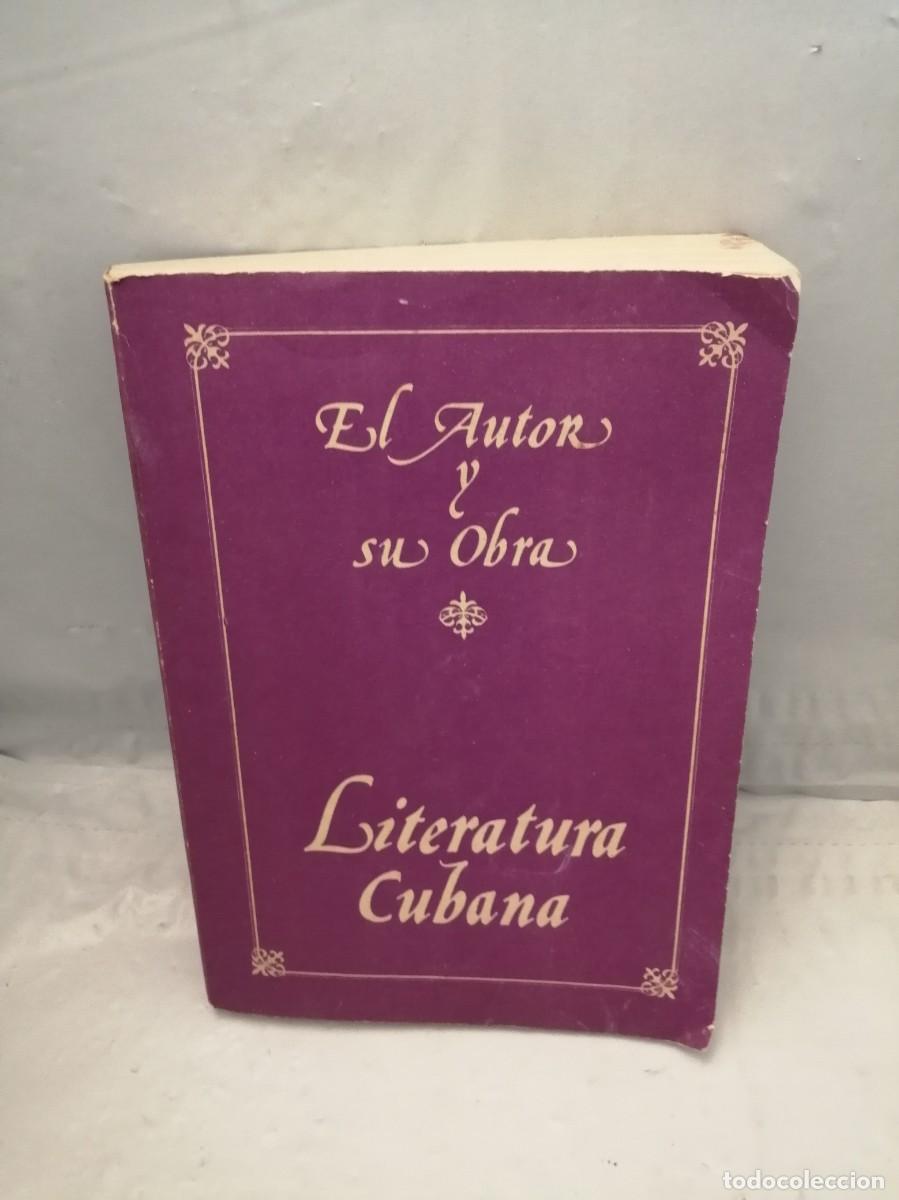 El Autor
y
su Obra
Literatura
Cubana
todocoleccion